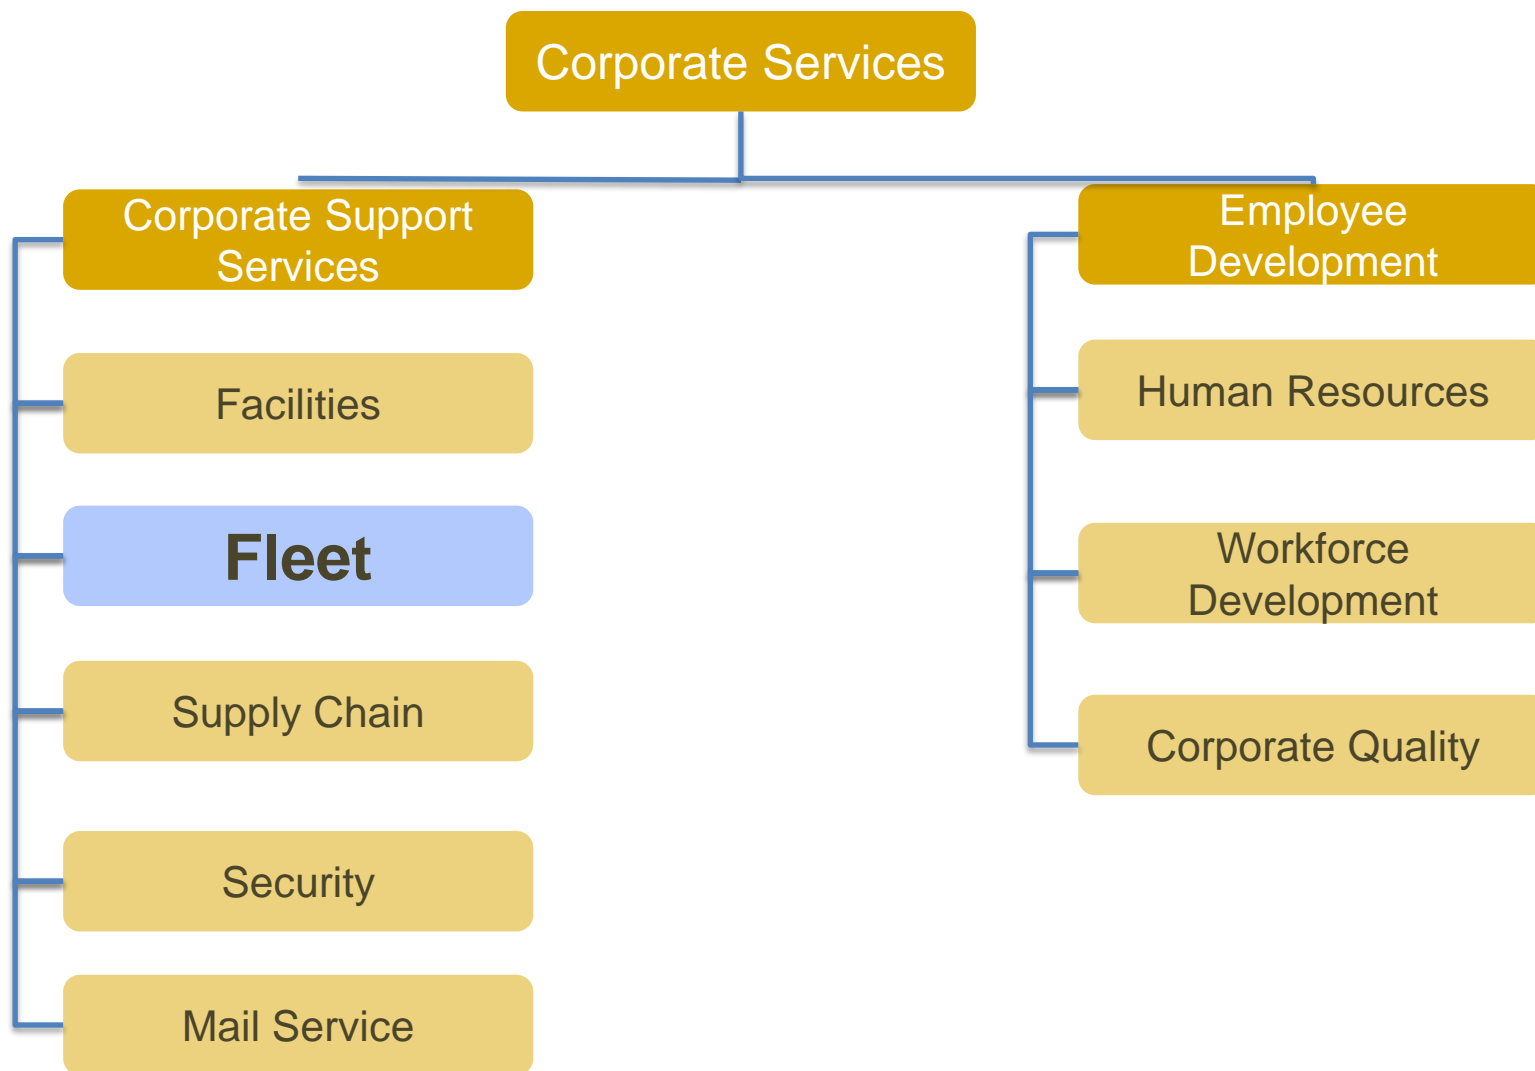 Corporate Services
Corporate Support
Services
Facilities
Fleet
Supply Chain
Security
Mail Service
Employee
Development
Human Resources
Workforce
Development
Corporate Quality